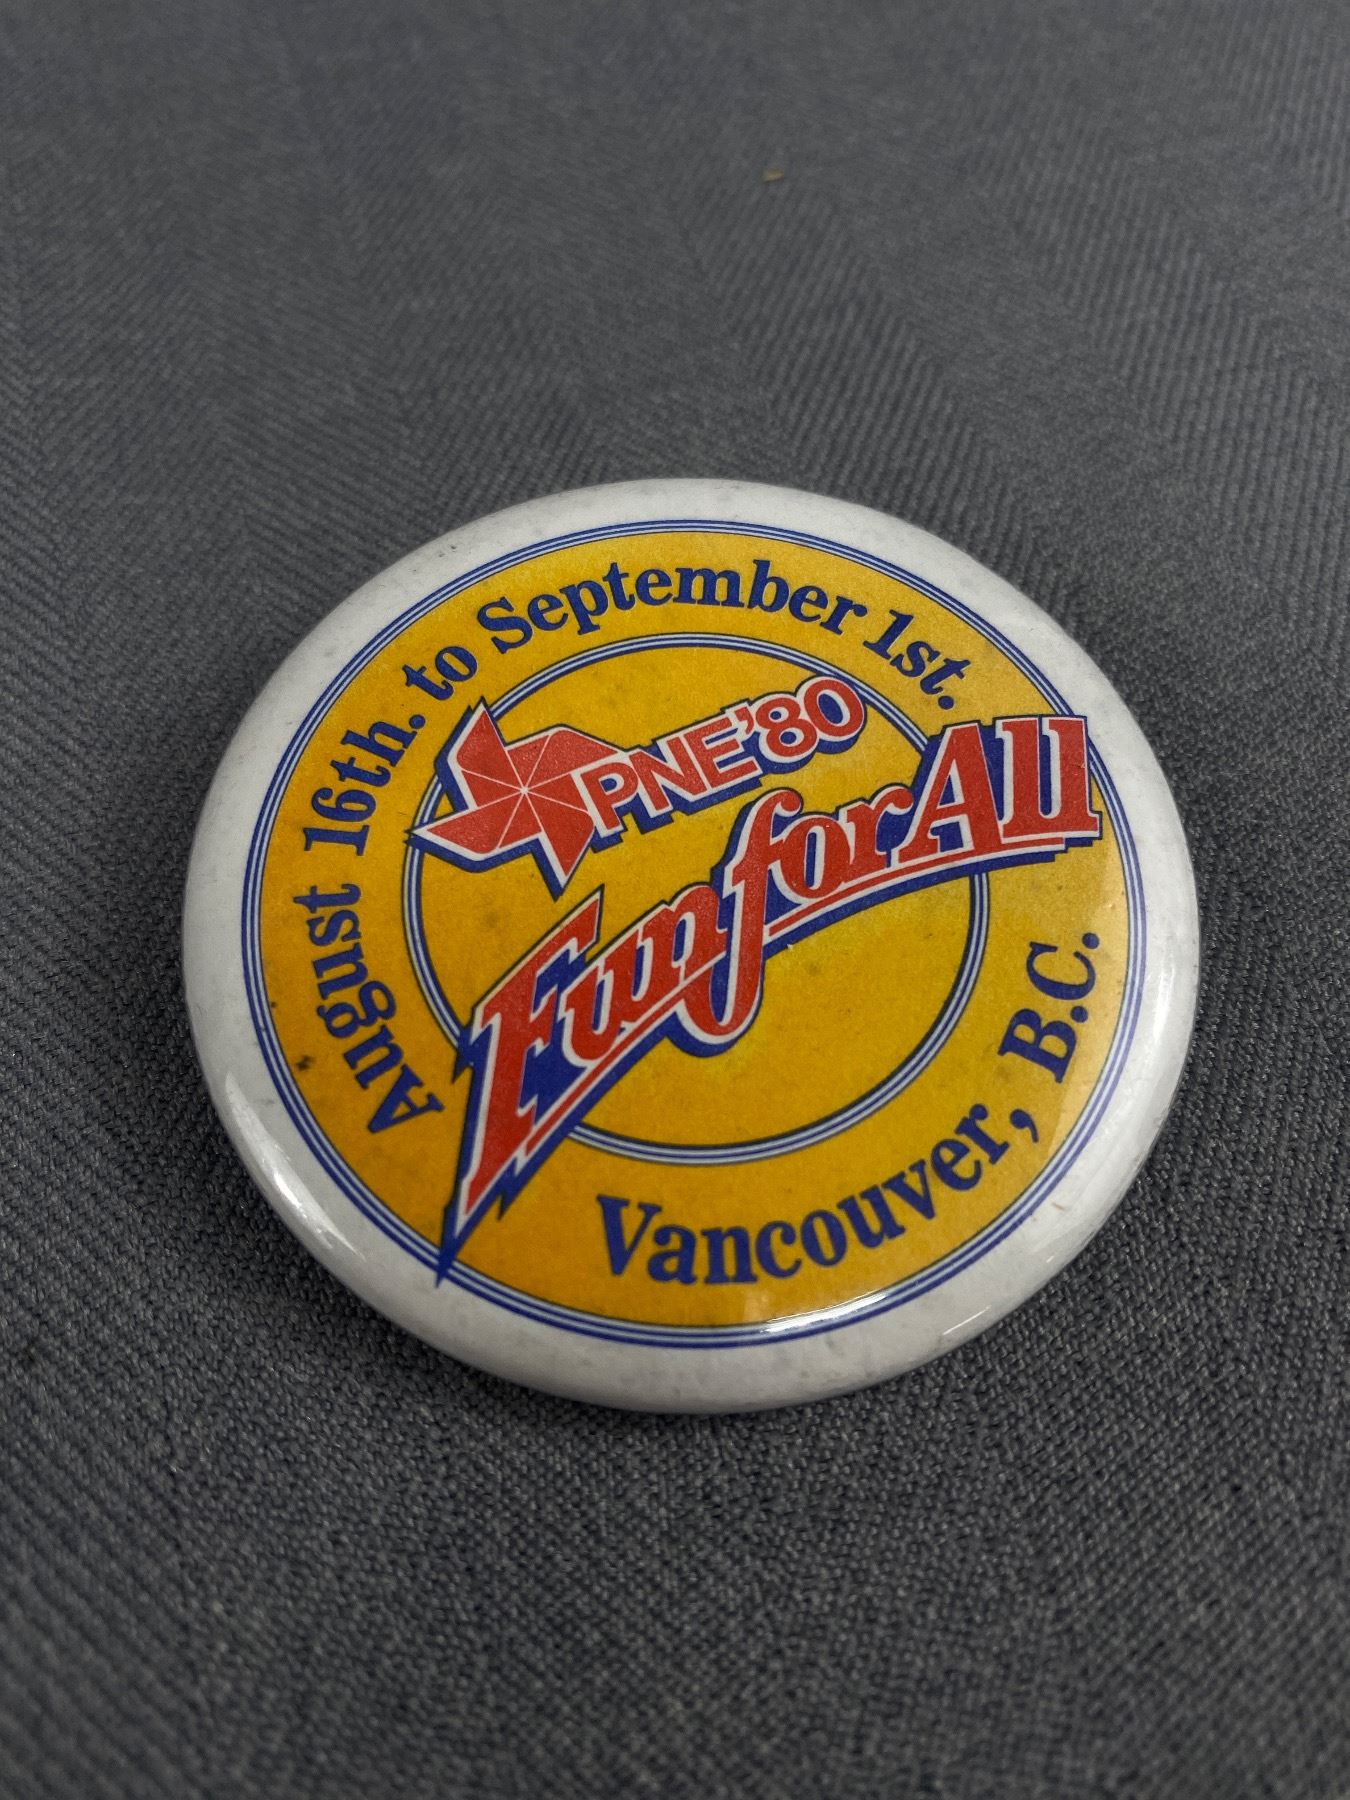 August 16th. to September 1st.
PNE'80
Fun for All
Vancouver, B.C.